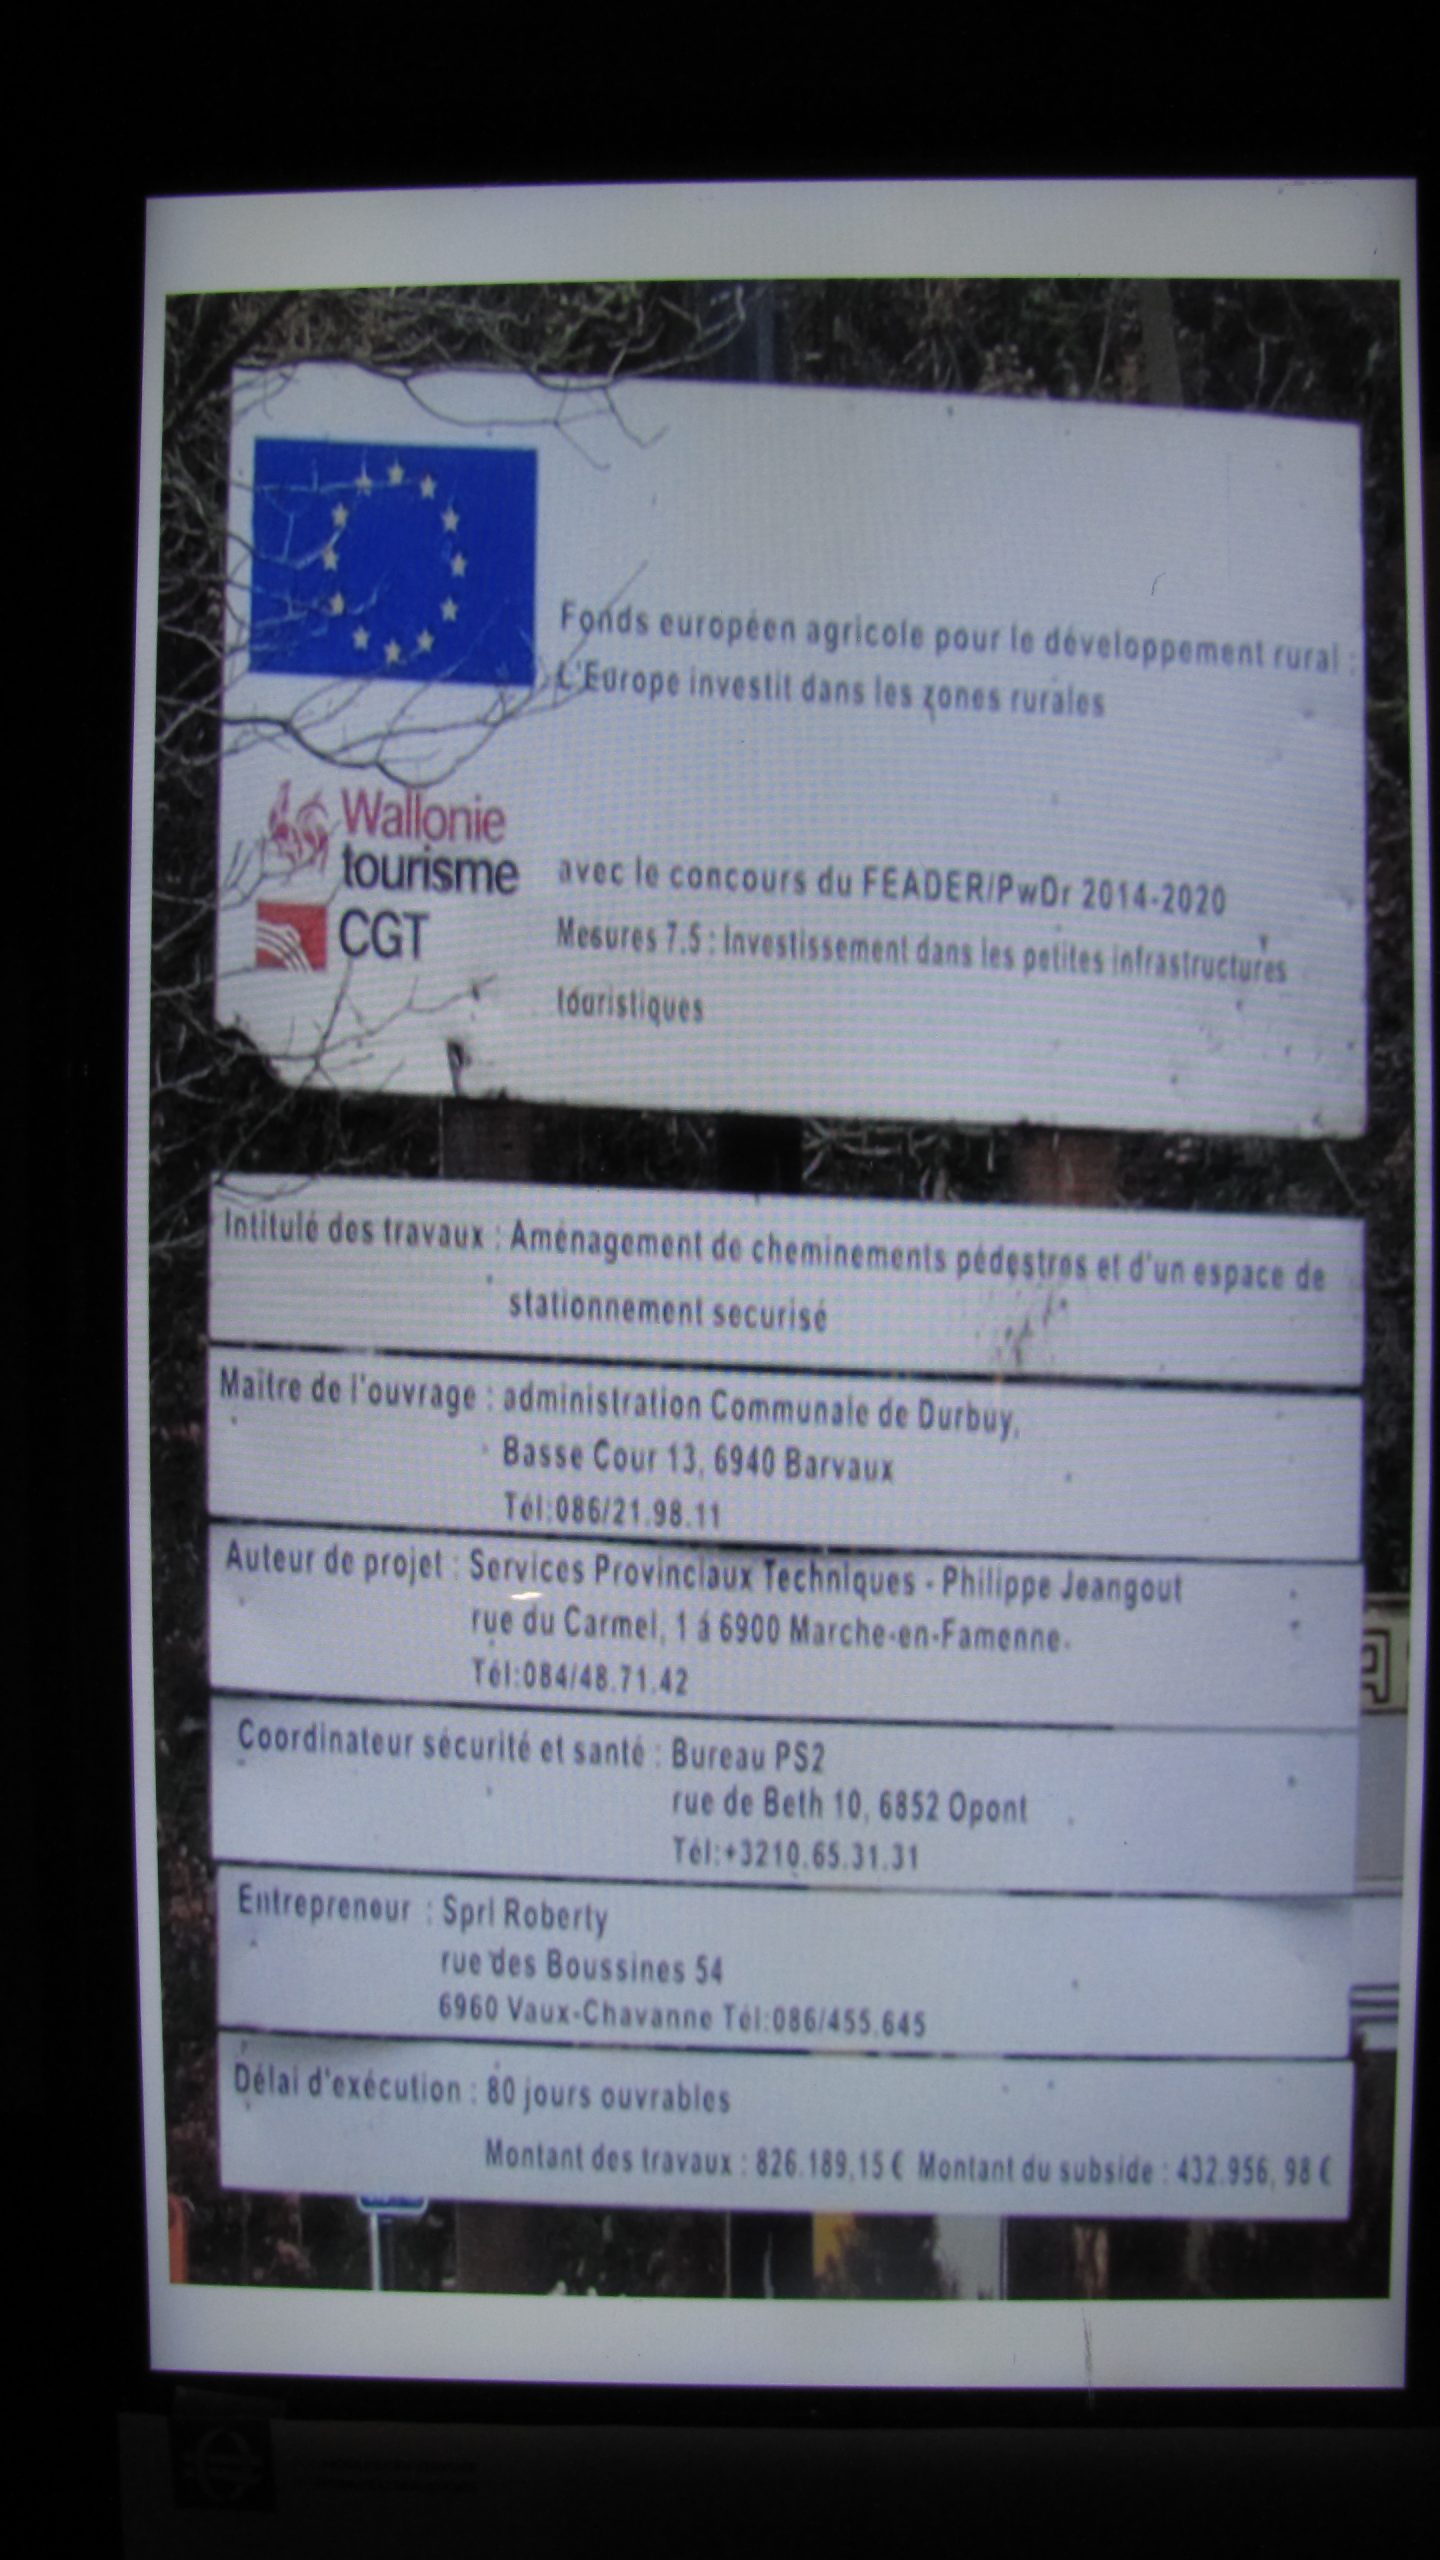 Fonds européen agricole pour le développement rural :
L'Europe investit dans les zones rurales
Wallonie
tourisme
CGT
avec le concours du FEADER/PwDr 2014-2020
Mesures 7.5 : Investissement dans les petites infrastructures
touristiques
Intitulé des travaux : Aménagement de cheminements pédestres et d'un espace de
stationnement securisé
Maître de l'ouvrage : administration Communale de Durbuy,
Basse Cour 13, 6940 Barvaux
Tél:086/21.98.11
Auteur de projet : Services Provinciaux Techniques - Philippe Jeangout
rue du Carmel, 1 á 6900 Marche-en-Famenne.
Tél:084/48.71.42
Coordinateur sécurité et santé : Bureau PS2
rue de Beth 10, 6852 Opont
Tél:+3210.65.31.31
Entrepreneur : Sprl Roberty
rue des Boussines 54
6960 Vaux-Chavanne Tél:086/455.645
Délai d'exécution : 80 jours ouvrables
Montant des travaux : 826.189,15 € Montant du subside : 432.956, 98 €